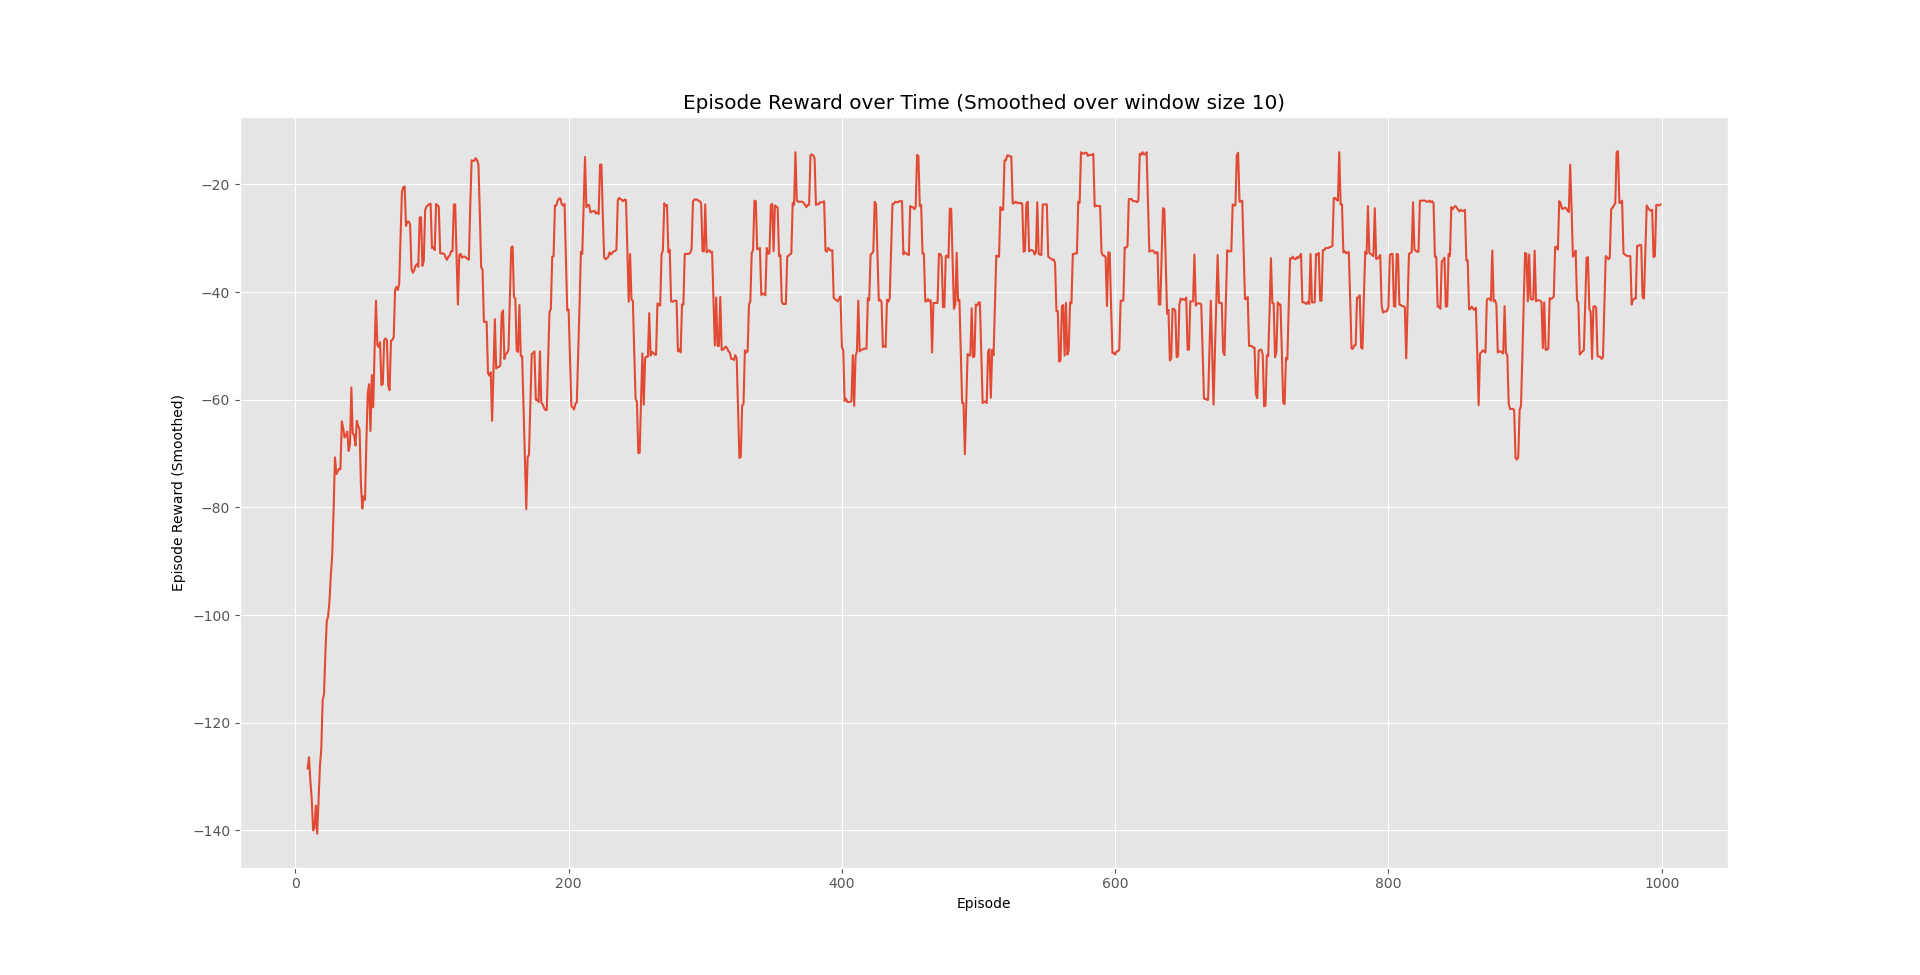 Episode Reward over Time (Smoothed over window size 10)
Episode Reward (Smoothed)
−20
−40
−60
−80
−100
−120
−140
0 200 400 600 800 1000
Episode